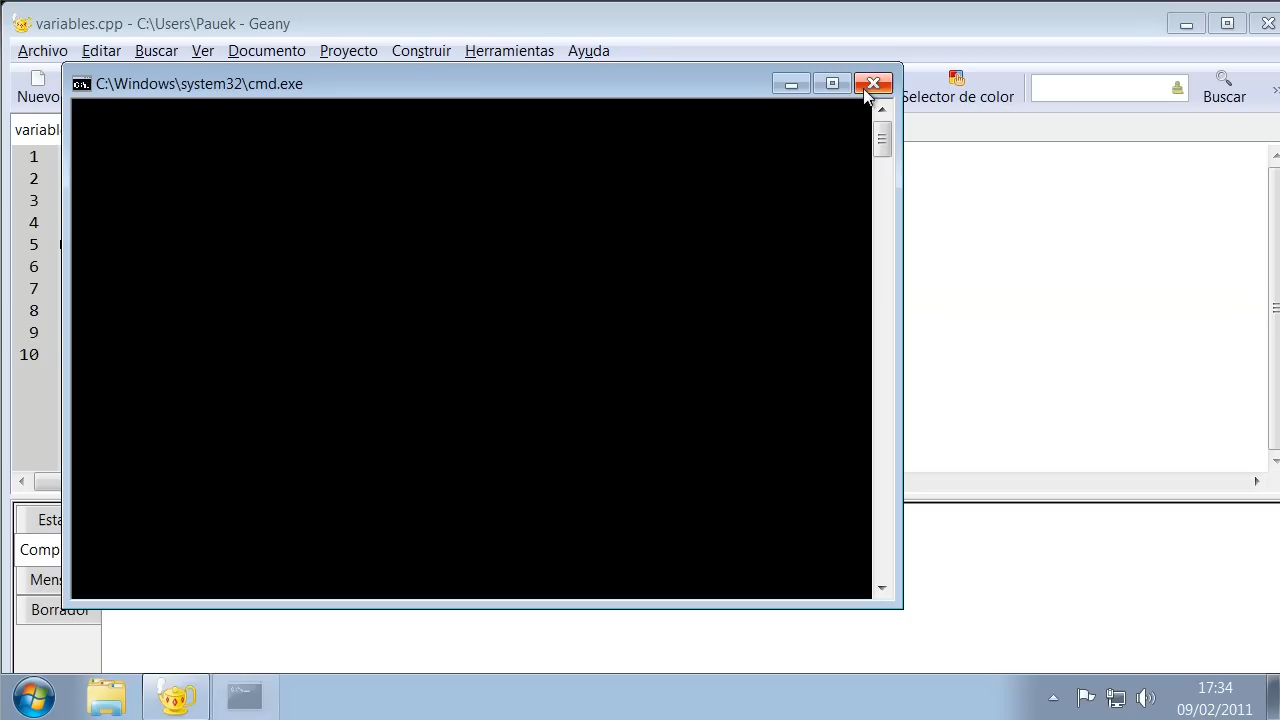 variables.cpp - C:\Users\Pauek - Geany
Archivo Editar Buscar Ver Documento Proyecto Construir Herramientas Ayuda
C:\Windows\system32\cmd.exe
Nuevo Selector de color Buscar
variabl
1
2
3
4
5
6
7
8
9
10
Esta
Comp
Mens
Borrador
17:34
09/02/2011